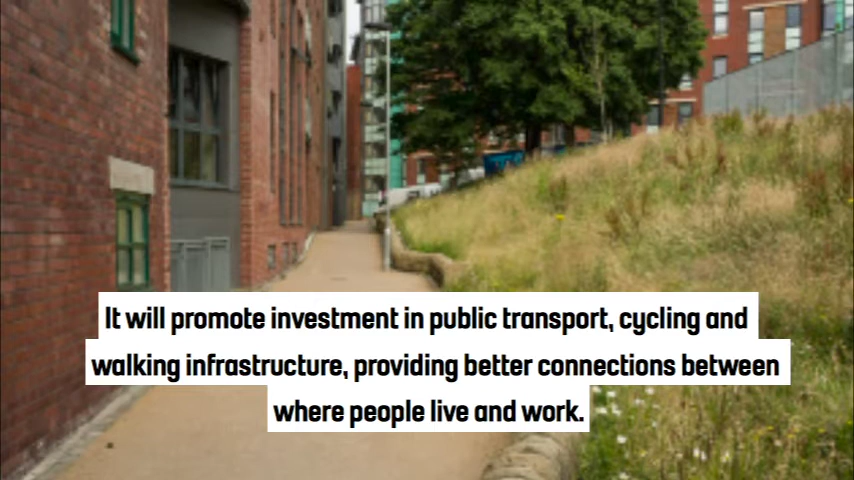 It will promote investment in public transport, cycling and
walking infrastructure, providing better connections between
where people live and work.